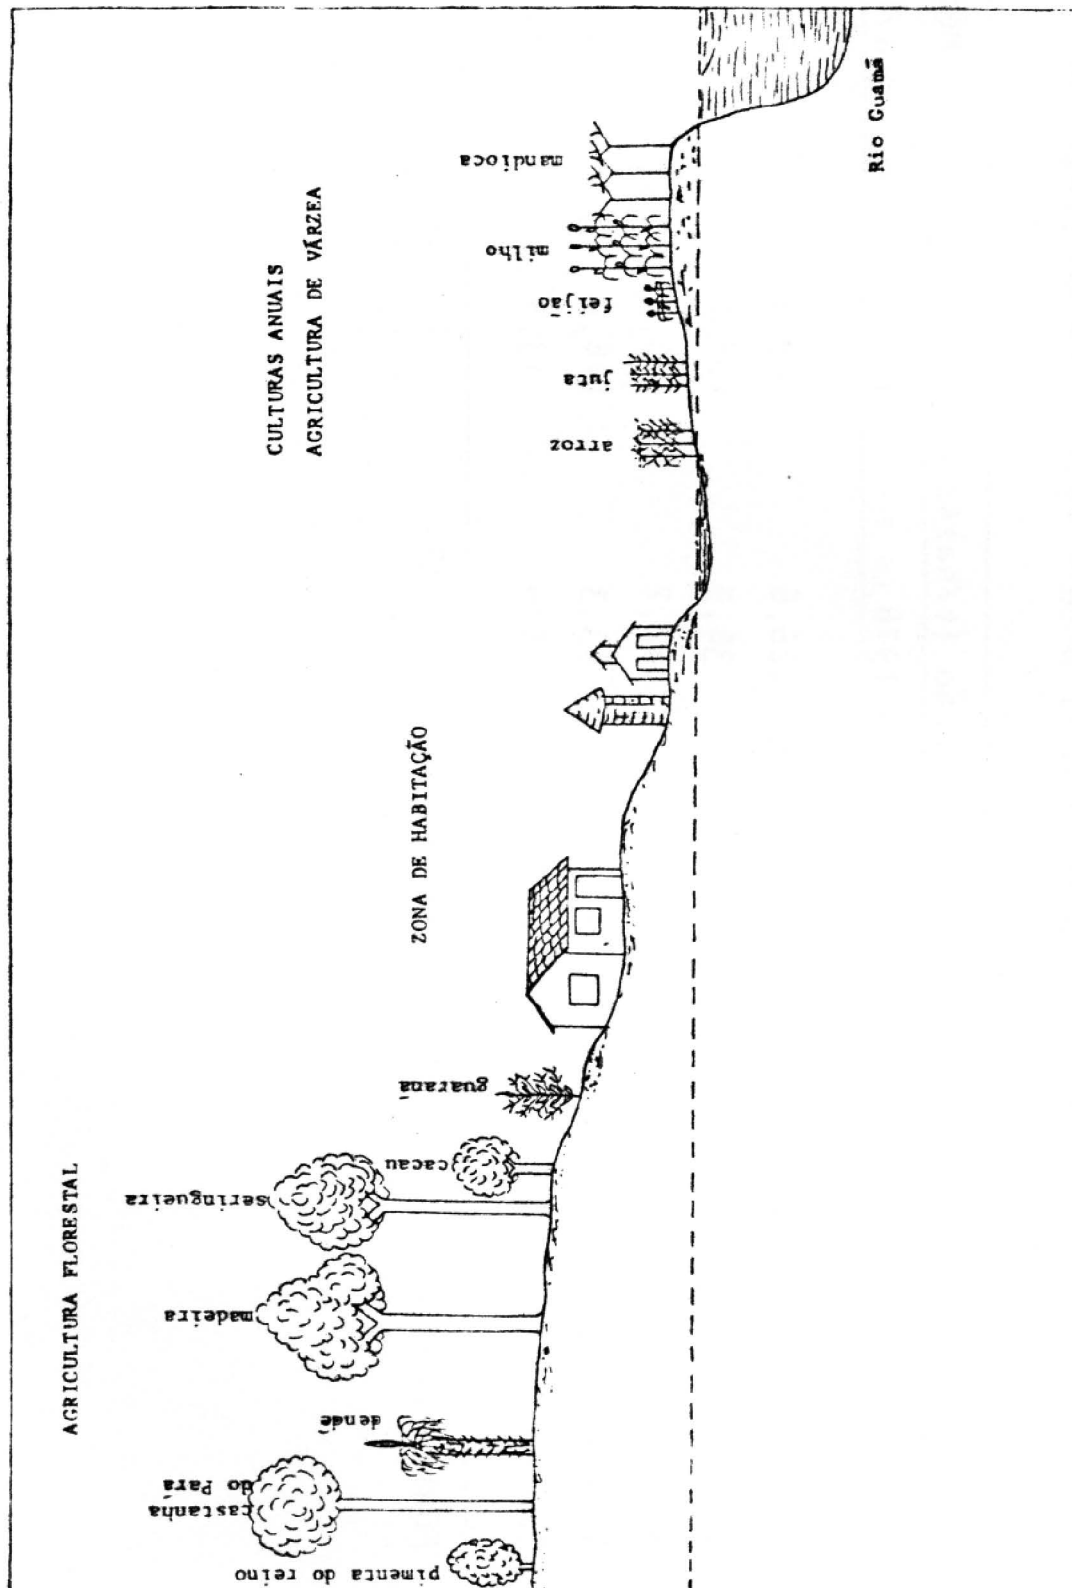 AGRICULTURA FLORESTAL
ZONA DE HABITAÇÃO
CULTURAS ANUAIS
AGRICULTURA DE VÁRZEA
pimenta do reino
castanha
do Pará
dendê
madeira
seringueira
cacau
guaraná
arroz
juta
feijão
milho
mandioca
Rio Guamã